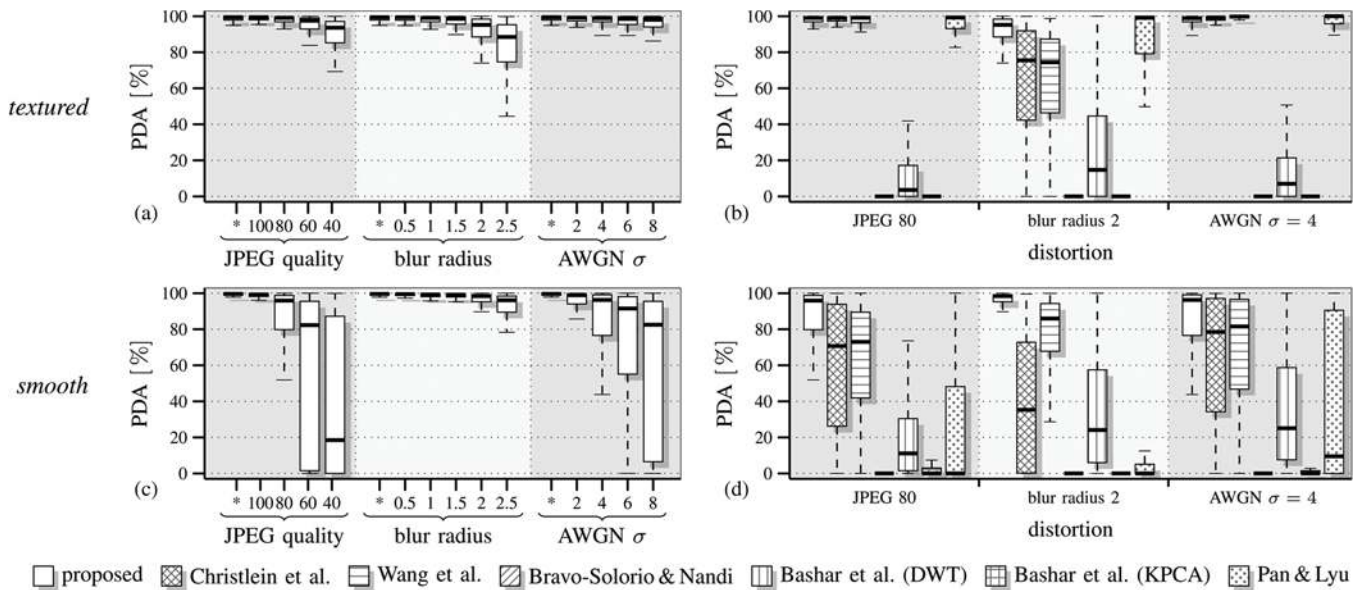 textured
PDA [%]
100
80
60
40
20
0
(a)
* 100 80 60 40
* 0.5 1 1.5 2 2.5
* 2 4 6 8
JPEG quality
blur radius
AWGN σ
PDA [%]
100
80
60
40
20
0
(b)
JPEG 80
blur radius 2
AWGN σ = 4
distortion
smooth
PDA [%]
100
80
60
40
20
0
(c)
* 100 80 60 40
* 0.5 1 1.5 2 2.5
* 2 4 6 8
JPEG quality
blur radius
AWGN σ
PDA [%]
100
80
60
40
20
0
(d)
JPEG 80
blur radius 2
AWGN σ = 4
distortion
proposed Christlein et al. Wang et al. Bravo-Solorio & Nandi Bashar et al. (DWT) Bashar et al. (KPCA) Pan & Lyu